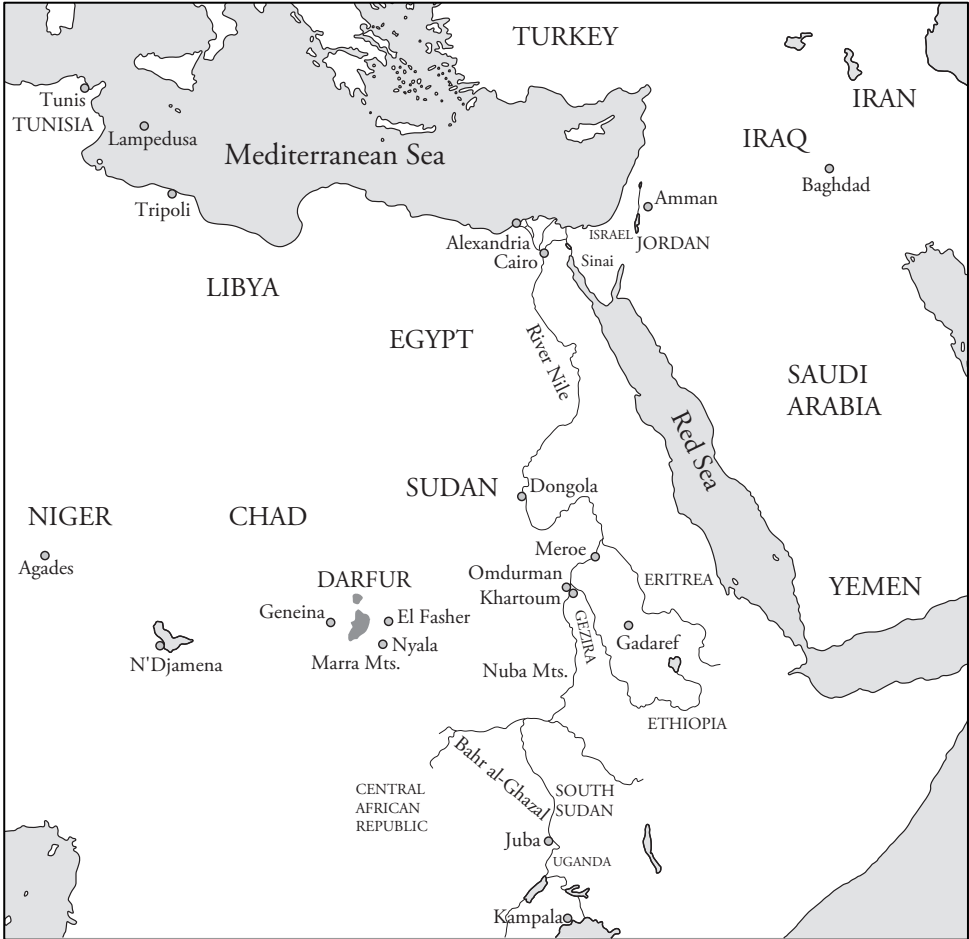 TURKEY
IRAN
Tunis
TUNISIA
Lampedusa
IRAQ
Mediterranean Sea
Baghdad
Tripoli
Amman
Alexandria
ISRAEL
JORDAN
Cairo
Sinai
LIBYA
EGYPT
River Nile
SAUDI
ARABIA
Red Sea
SUDAN
Dongola
NIGER
CHAD
Meroe
Agades
DARFUR
Omdurman
ERITREA
YEMEN
Khartoum
Geneina
El Fasher
GEZIRA
Gadaref
Nyala
N'Djamena
Marra Mts.
Nuba Mts.
ETHIOPIA
Bahr al-Ghazal
CENTRAL
AFRICAN
REPUBLIC
SOUTH
SUDAN
Juba
UGANDA
Kampala